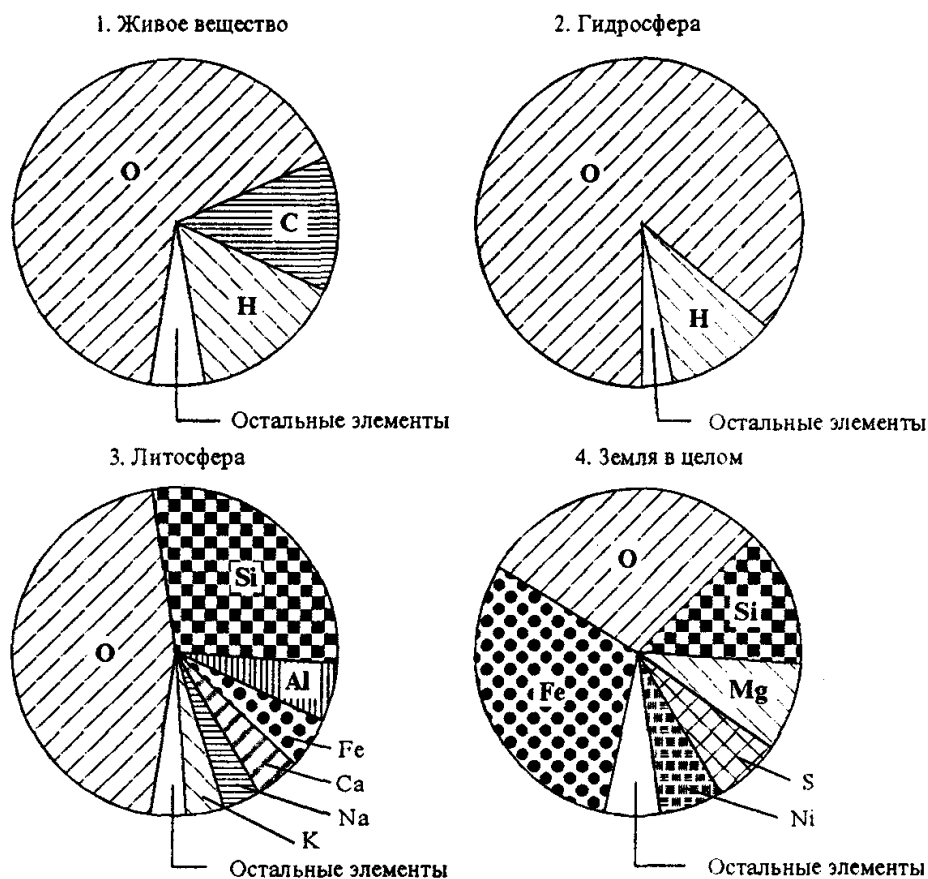 1. Живое вещество
O
C
H
Остальные элементы
2. Гидросфера
O
H
Остальные элементы
3. Литосфера
O
Si
Al
Fe
Ca
Na
K
Остальные элементы
4. Земля в целом
O
Si
Mg
Fe
S
Ni
Остальные элементы